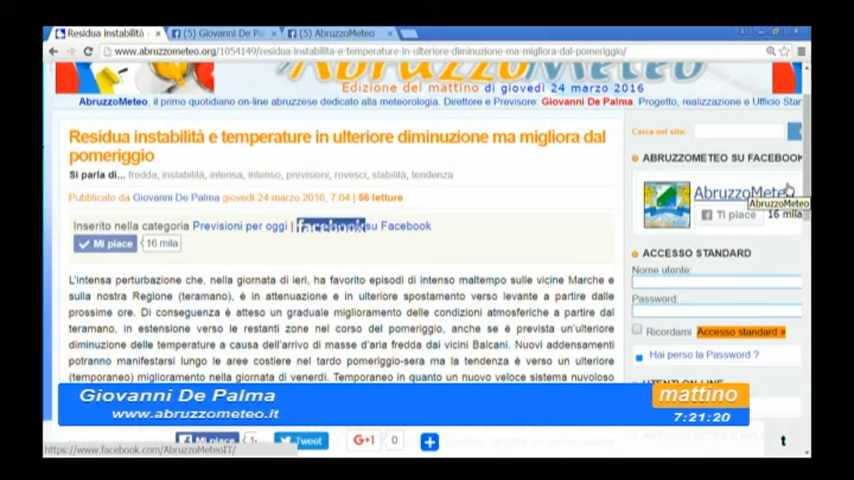 Residua instabilità e
(5) Giovanni De Pa
(5) AbruzzoMeteo
www.abruzzometeo.org/1054149/residua-instabilita-e-temperature-in-ulteriore-diminuzione-ma-migliora-dal-pomeriggio/
AbruzzoMeteo
Edizione del mattino di giovedì 24 marzo 2016
AbruzzoMeteo, il primo quotidiano on-line abruzzese dedicato alla meteorologia. Direttore e Previsore: Giovanni De Palma. Progetto, realizzazione e Ufficio Star
Residua instabilità e temperature in ulteriore diminuzione ma migliora dal
pomeriggio
Si parla di... fredda, instabilità, intensa, intenso, previsioni, rovesci, stabilità, tendenza
Pubblicato da Giovanni De Palma giovedì 24 marzo 2016, 7:04 | 56 letture
Inserito nella categoria Previsioni per oggi | facebook su Facebook
Mi piace 16 mila
L'intensa perturbazione che, nella giornata di ieri, ha favorito episodi di intenso maltempo sulle vicine Marche e
sulla nostra Regione (teramano), è in attenuazione e in ulteriore spostamento verso levante a partire dalle
prossime ore. Di conseguenza è atteso un graduale miglioramento delle condizioni atmosferiche a partire dal
teramano, in estensione verso le restanti zone nel corso del pomeriggio, anche se è prevista un'ulteriore
diminuzione delle temperature a causa dell'arrivo di masse d'aria fredda dai vicini Balcani. Nuovi addensamenti
potranno manifestarsi lungo le aree costiere nel tardo pomeriggio-sera ma la tendenza è verso un ulteriore
(temporaneo) miglioramento nella giornata di venerdì. Temporaneo in quanto un nuovo veloce sistema nuvoloso
Cerca nel sito:
ABRUZZOMETEO SU FACEBOOK
AbruzzoMeteo
AbruzzoMeteo
Ti piace 16 mila
ACCESSO STANDARD
Nome utente:
Password:
Ricordami Accesso standard »
Hai perso la Password ?
UTENTI ON LINE
Giovanni De Palma
www.abruzzometeo.it
mattino
7:21:20
Mi piace
Tweet
G+1 0
https://www.facebook.com/AbruzzoMeteoIT/
t